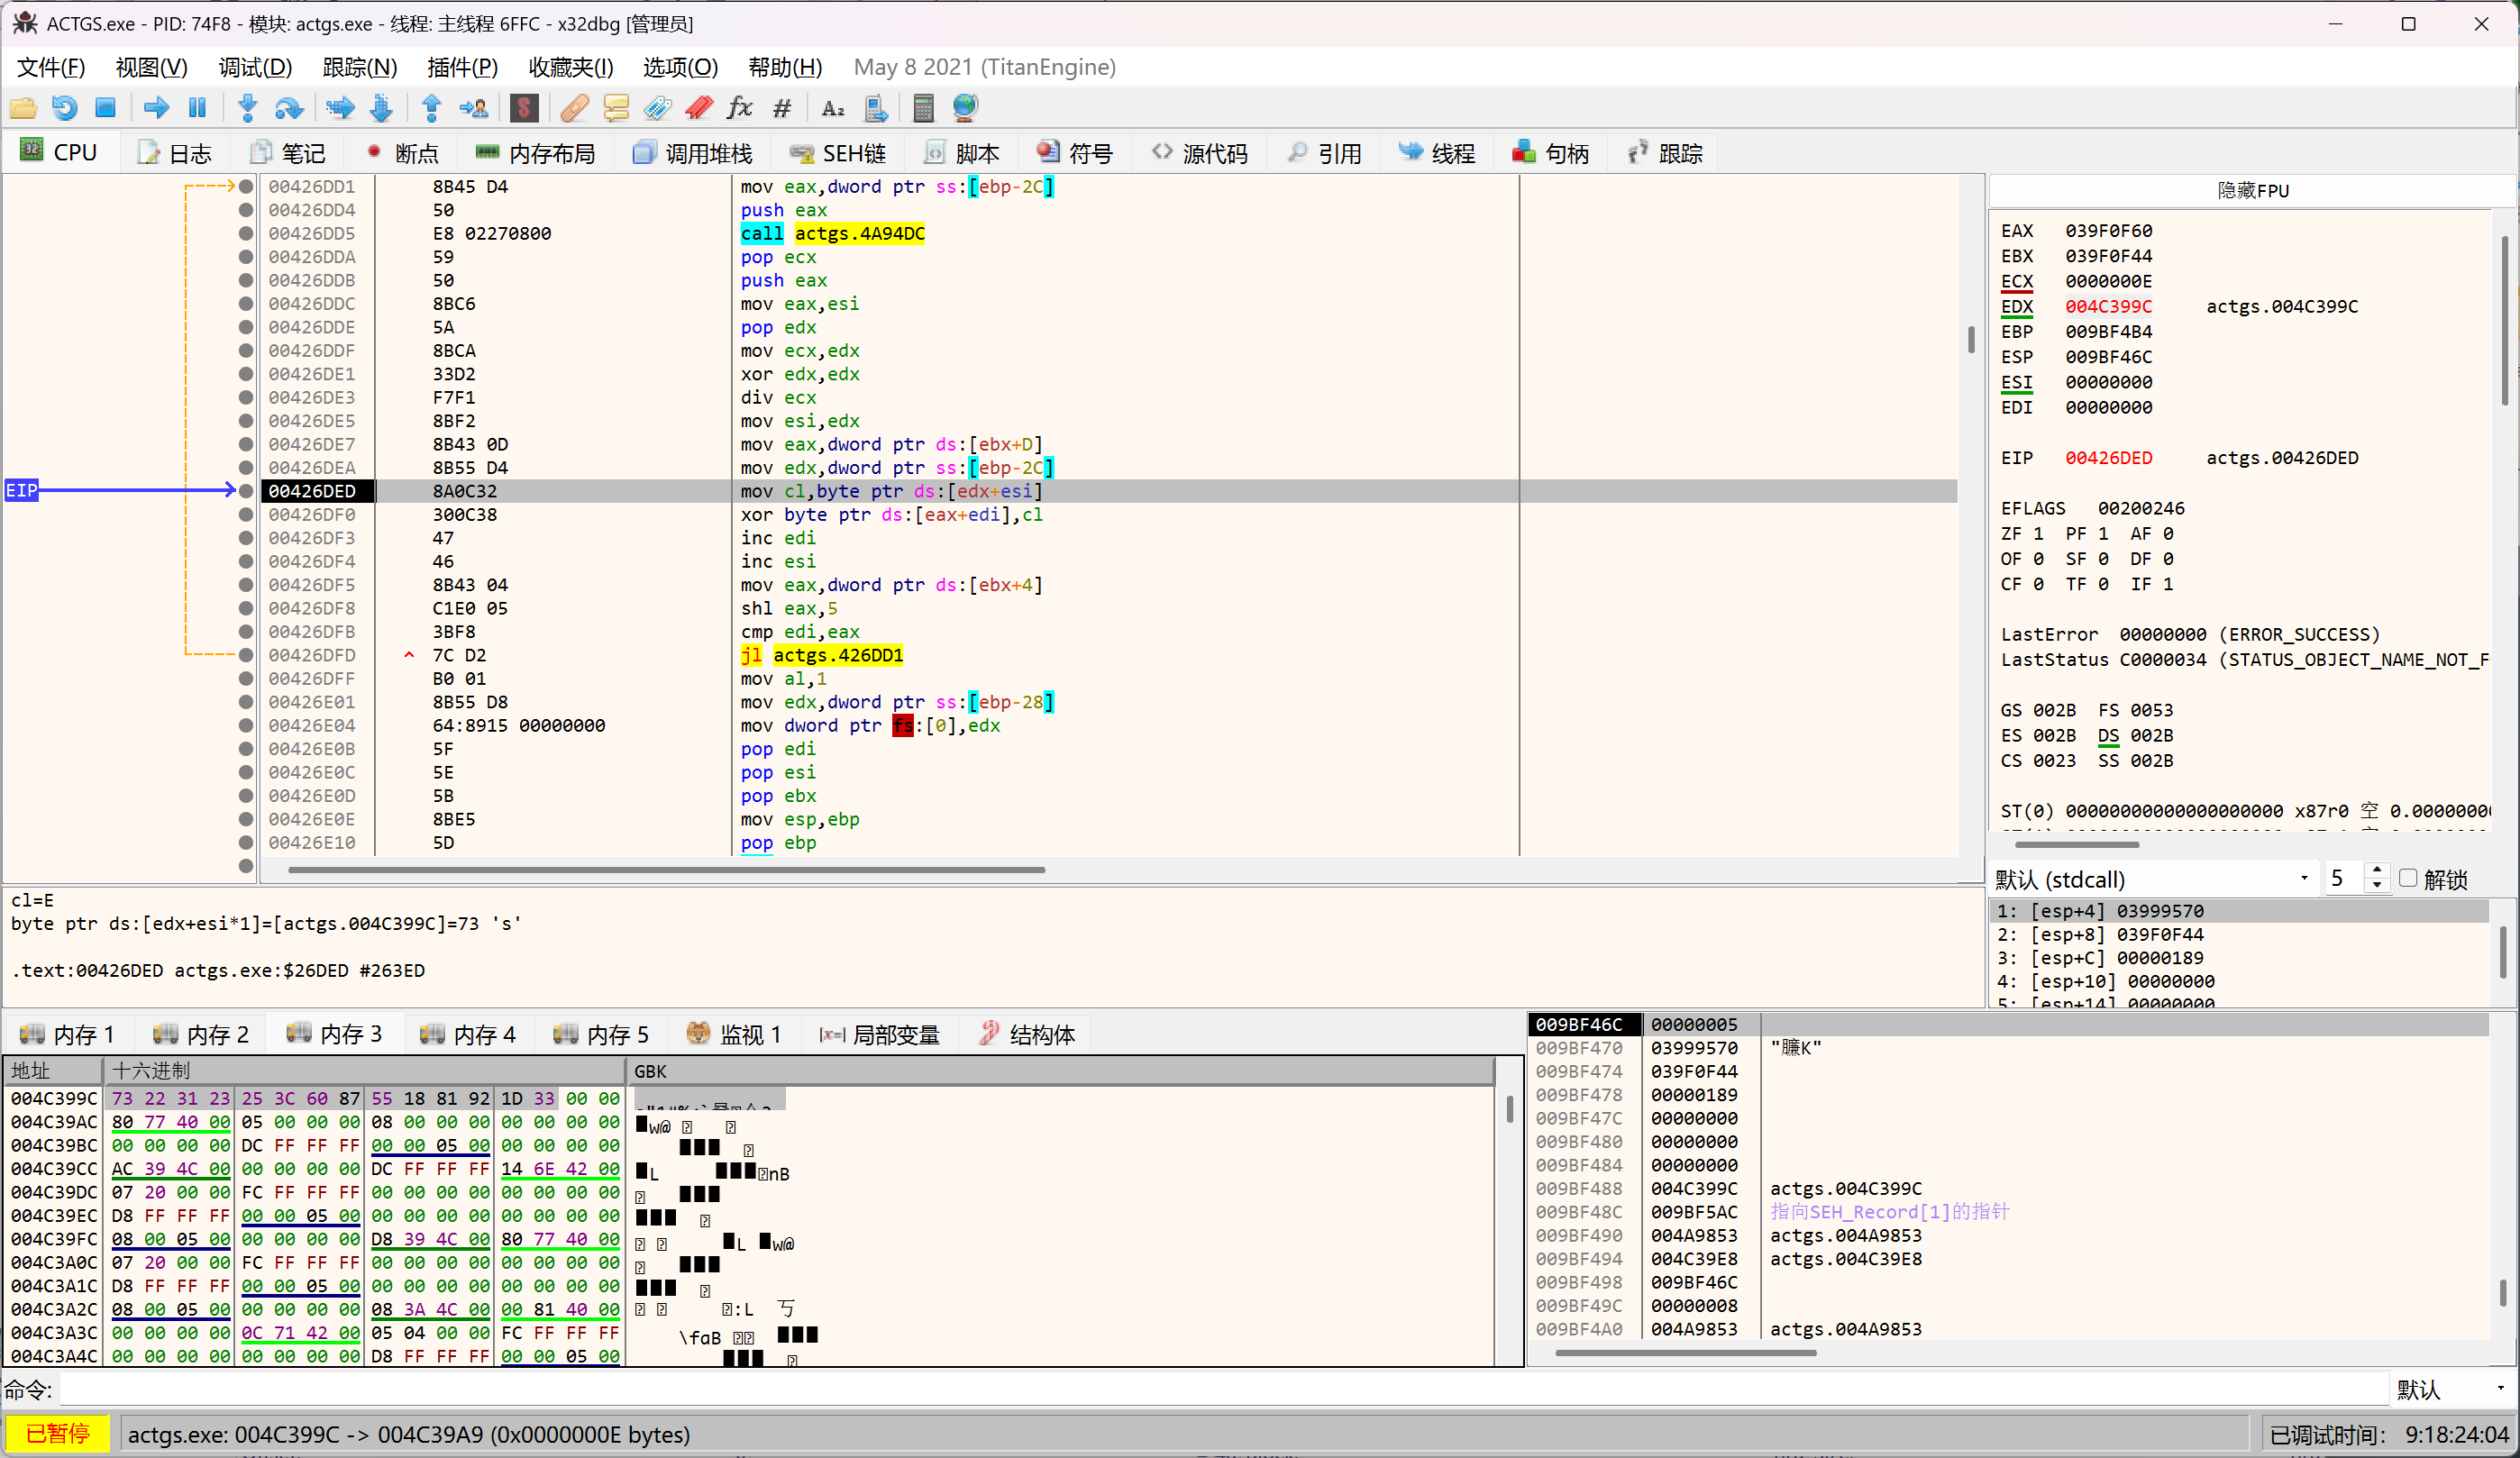 ACTGS.exe - PID: 74F8 - 模块: actgs.exe - 线程: 主线程 6FFC - x32dbg [管理员]
文件(F) 视图(V) 调试(D) 跟踪(N) 插件(P) 收藏夹(I) 选项(O) 帮助(H) May 8 2021 (TitanEngine)
CPU 日志 笔记 断点 内存布局 调用堆栈 SEH链 脚本 符号 源代码 引用 线程 句柄 跟踪
00426DD1 8B45 D4 mov eax,dword ptr ss:[ebp-2C]
00426DD4 50 push eax
00426DD5 E8 02270800 call actgs.4A94DC
00426DDA 59 pop ecx
00426DDB 50 push eax
00426DDC 8BC6 mov eax,esi
00426DDE 5A pop edx
00426DDF 8BCA mov ecx,edx
00426DE1 33D2 xor edx,edx
00426DE3 F7F1 div ecx
00426DE5 8BF2 mov esi,edx
00426DE7 8B43 0D mov eax,dword ptr ds:[ebx+D]
00426DEA 8B55 D4 mov edx,dword ptr ss:[ebp-2C]
EIP 00426DED 8A0C32 mov cl,byte ptr ds:[edx+esi]
00426DF0 300C38 xor byte ptr ds:[eax+edi],cl
00426DF3 47 inc edi
00426DF4 46 inc esi
00426DF5 8B43 04 mov eax,dword ptr ds:[ebx+4]
00426DF8 C1E0 05 shl eax,5
00426DFB 3BF8 cmp edi,eax
00426DFD 7C D2 jl actgs.426DD1
00426DFF B0 01 mov al,1
00426E01 8B55 D8 mov edx,dword ptr ss:[ebp-28]
00426E04 64:8915 00000000 mov dword ptr fs:[0],edx
00426E0B 5F pop edi
00426E0C 5E pop esi
00426E0D 5B pop ebx
00426E0E 8BE5 mov esp,ebp
00426E10 5D pop ebp
隐藏FPU
EAX 039F0F60
EBX 039F0F44
ECX 0000000E
EDX 004C399C actgs.004C399C
EBP 009BF4B4
ESP 009BF46C
ESI 00000000
EDI 00000000
EIP 00426DED actgs.00426DED
EFLAGS 00200246
ZF 1 PF 1 AF 0
OF 0 SF 0 DF 0
CF 0 TF 0 IF 1
LastError 00000000 (ERROR_SUCCESS)
LastStatus C0000034 (STATUS_OBJECT_NAME_NOT_F
GS 002B FS 0053
ES 002B DS 002B
CS 0023 SS 002B
ST(0) 00000000000000000000 x87r0 空 0.0000000
默认 (stdcall) 5 解锁
1: [esp+4] 03999570
2: [esp+8] 039F0F44
3: [esp+C] 00000189
4: [esp+10] 00000000
5: [esp+14] 00000000
cl=E
byte ptr ds:[edx+esi*1]=[actgs.004C399C]=73 's'
.text:00426DED actgs.exe:$26DED #263ED
内存 1 内存 2 内存 3 内存 4 内存 5 监视 1 局部变量 结构体
地址 十六进制 GBK
004C399C 73 22 31 23 25 3C 60 87 55 18 81 92 1D 33 00 00
004C39AC 80 77 40 00 05 00 00 00 08 00 00 00 00 00 00 00 w@
004C39BC 00 00 00 00 DC FF FF FF 00 00 05 00 00 00 00 00
004C39CC AC 39 4C 00 00 00 00 00 DC FF FF FF 14 6E 42 00 L nB
004C39DC 07 20 00 00 FC FF FF FF 00 00 00 00 00 00 00 00
004C39EC D8 FF FF FF 00 00 05 00 00 00 00 00 00 00 00 00
004C39FC 08 00 05 00 00 00 00 00 D8 39 4C 00 80 77 40 00 L w@
004C3A0C 07 20 00 00 FC FF FF FF 00 00 00 00 00 00 00 00
004C3A1C D8 FF FF FF 00 00 05 00 00 00 00 00 00 00 00 00
004C3A2C 08 00 05 00 00 00 00 00 08 3A 4C 00 00 81 40 00 :L 丂
004C3A3C 00 00 00 00 0C 71 42 00 05 04 00 00 FC FF FF FF \fqB
004C3A4C 00 00 00 00 00 00 00 00 D8 FF FF FF 00 00 05 00
009BF46C 00000005
009BF470 03999570 "膁K"
009BF474 039F0F44
009BF478 00000189
009BF47C 00000000
009BF480 00000000
009BF484 00000000
009BF488 004C399C actgs.004C399C
009BF48C 009BF5AC 指向SEH_Record[1]的指针
009BF490 004A9853 actgs.004A9853
009BF494 004C39E8 actgs.004C39E8
009BF498 009BF46C
009BF49C 00000008
009BF4A0 004A9853 actgs.004A9853
命令: 默认
已暂停 actgs.exe: 004C399C -> 004C39A9 (0x0000000E bytes) 已调试时间: 9:18:24:04